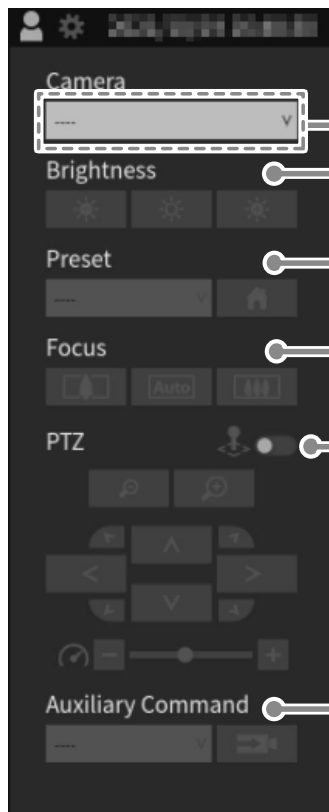 Camera
----
Brightness
Preset
----
Focus
Auto
PTZ
Auxiliary Command
----